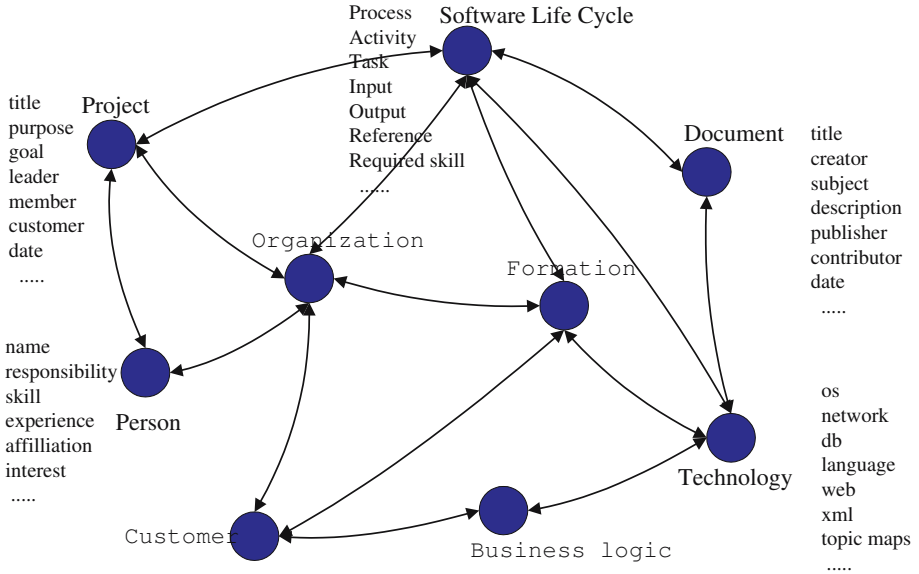 Process
Software Life Cycle
Activity
Task
Input
Output
Reference
Required skill
......
Project
title
purpose
goal
leader
member
customer
date
.....
Document
title
creator
subject
description
publisher
contributor
date
.....
Organization
Formation
name
responsibility
skill
experience
affilliation
interest
.....
Person
os
network
db
language
web
xml
topic maps
.....
Technology
Customer
Business logic